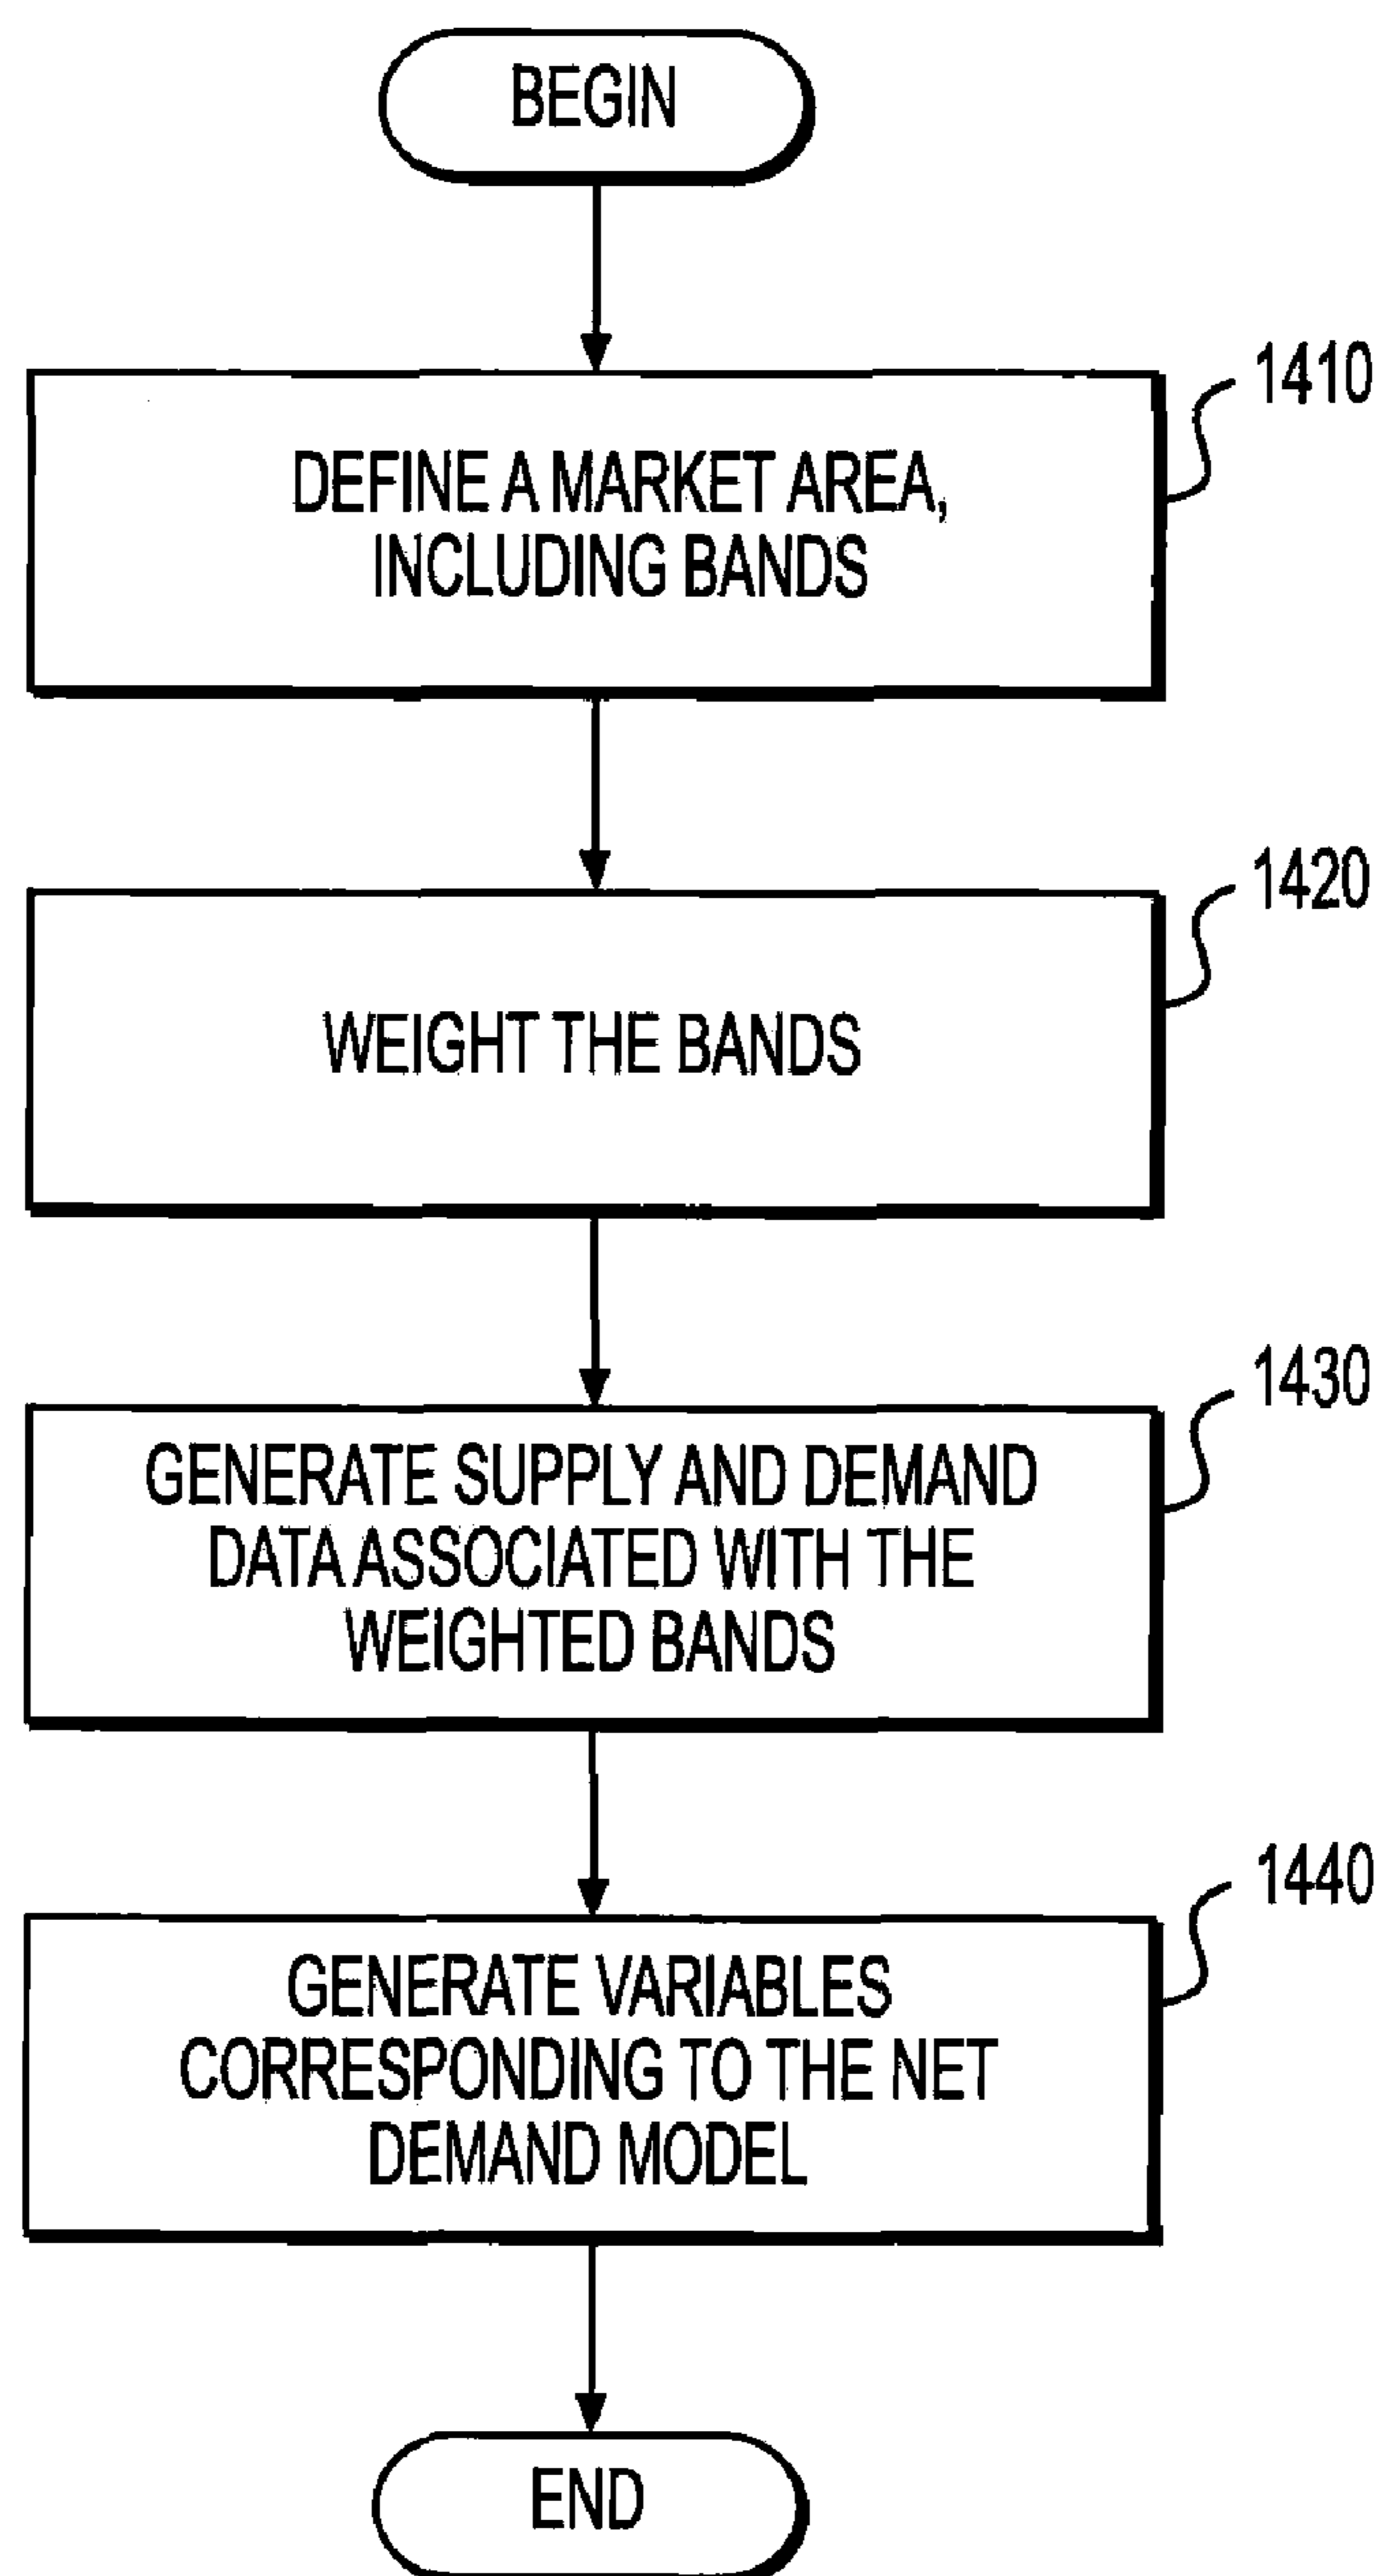 BEGIN
1410
DEFINE A MARKET AREA,
INCLUDING BANDS
1420
WEIGHT THE BANDS
1430
GENERATE SUPPLY AND DEMAND
DATA ASSOCIATED WITH THE
WEIGHTED BANDS
1440
GENERATE VARIABLES
CORRESPONDING TO THE NET
DEMAND MODEL
END